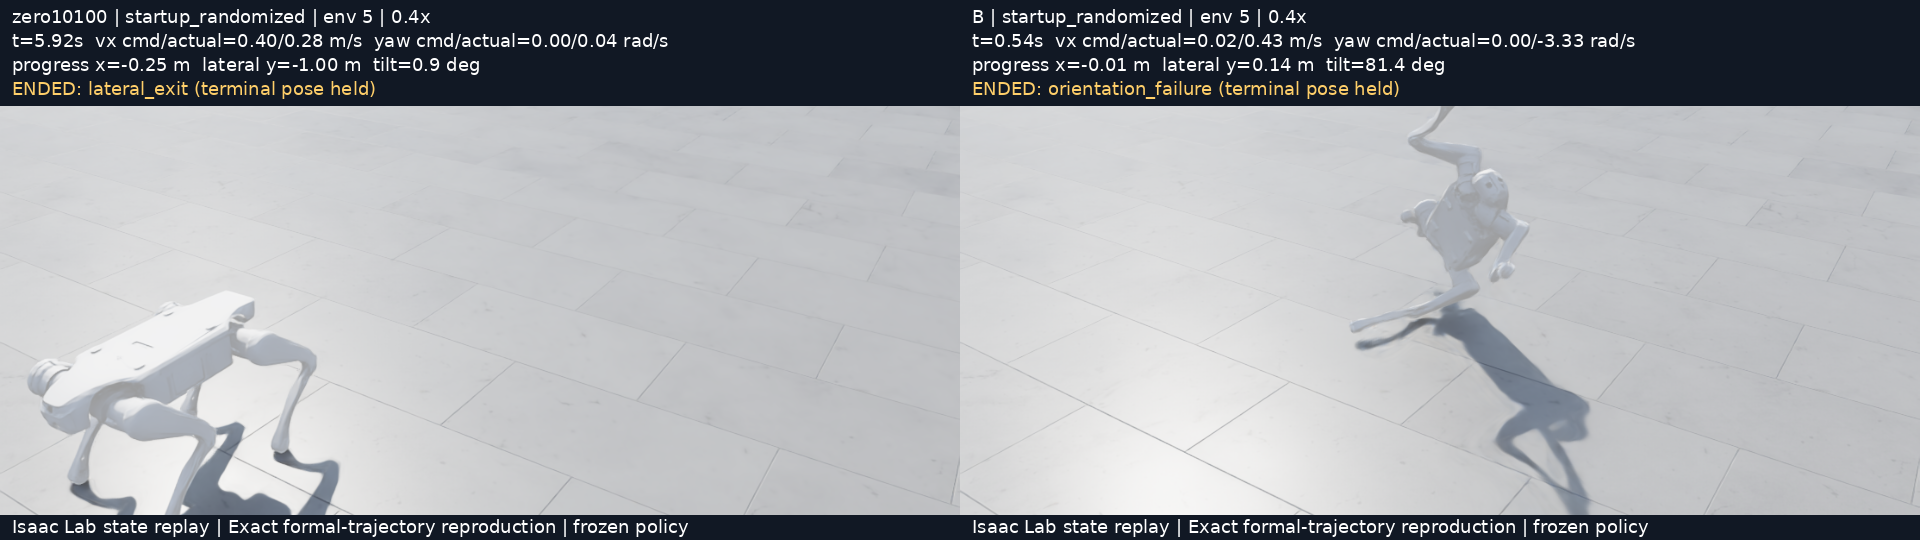 zero10100 | startup_randomized | env 5 | 0.4x
t=5.92s  vx cmd/actual=0.40/0.28 m/s  yaw cmd/actual=0.00/0.04 rad/s
progress x=-0.25 m  lateral y=-1.00 m  tilt=0.9 deg
ENDED: lateral_exit (terminal pose held)
Isaac Lab state replay | Exact formal-trajectory reproduction | frozen policy
B | startup_randomized | env 5 | 0.4x
t=0.54s  vx cmd/actual=0.02/0.43 m/s  yaw cmd/actual=0.00/-3.33 rad/s
progress x=-0.01 m  lateral y=0.14 m  tilt=81.4 deg
ENDED: orientation_failure (terminal pose held)
Isaac Lab state replay | Exact formal-trajectory reproduction | frozen policy